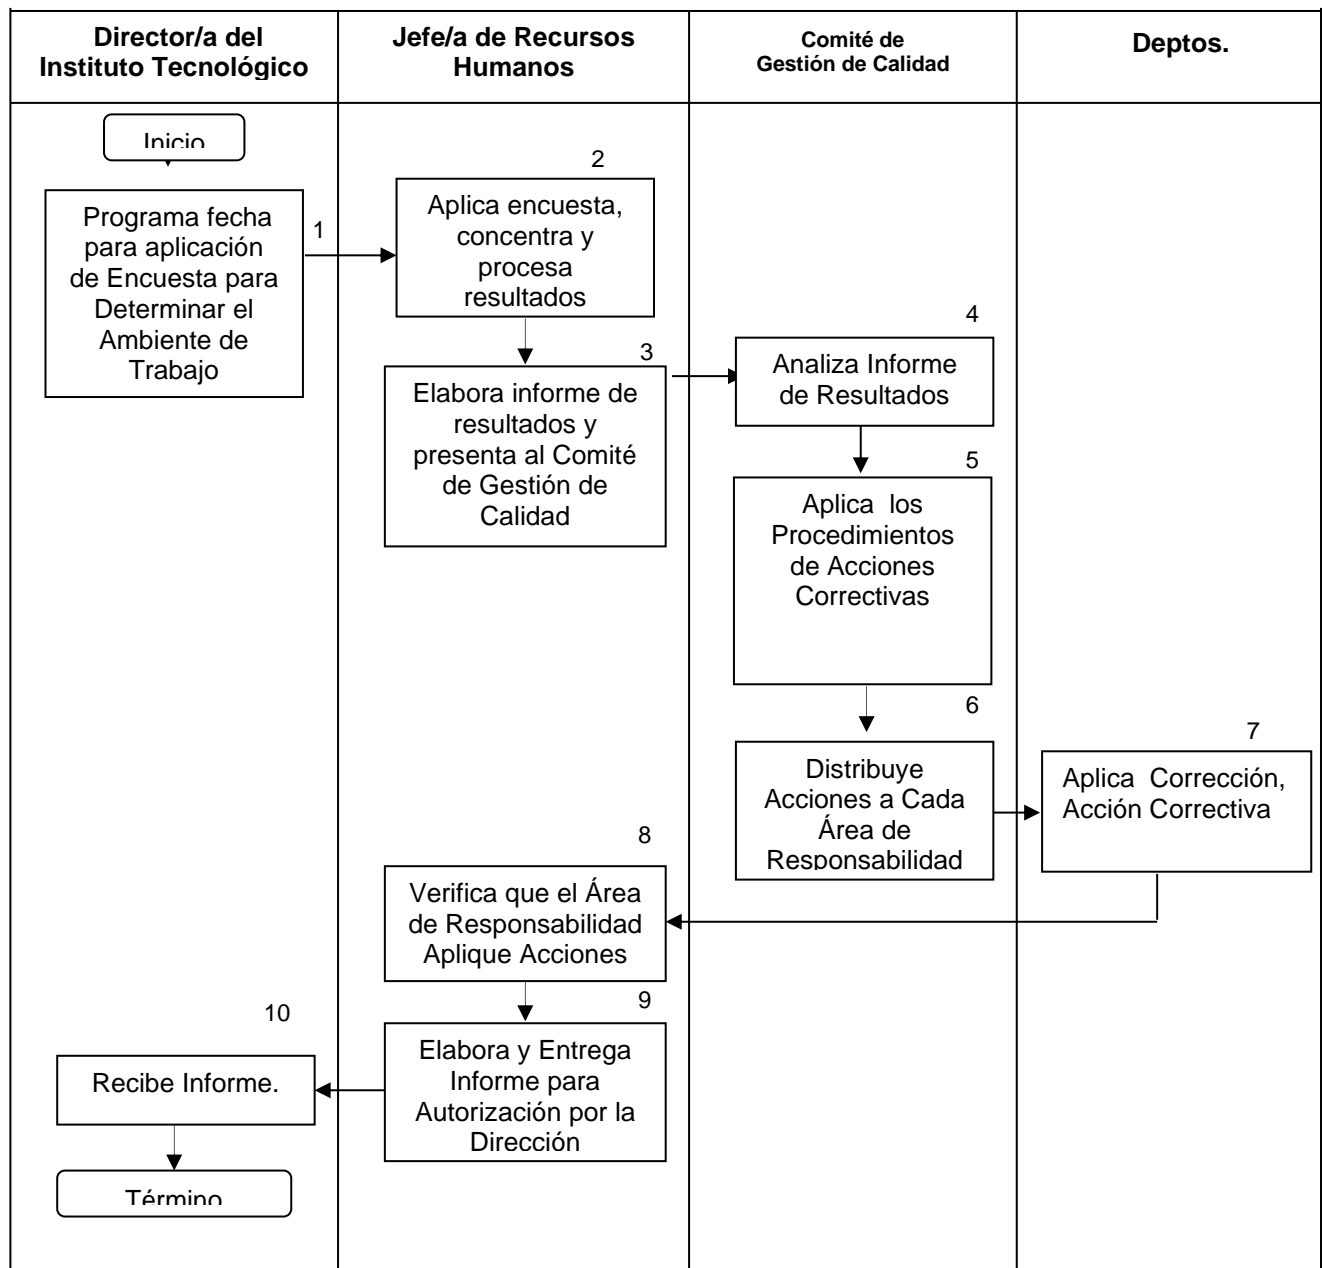 Director/a del
Instituto Tecnológico
Jefe/a de Recursos
Humanos
Comité de
Gestión de Calidad
Deptos.
Inicio
Programa fecha
para aplicación
de Encuesta para
Determinar el
Ambiente de
Trabajo
1
2
Aplica encuesta,
concentra y
procesa
resultados
3
Elabora informe de
resultados y
presenta al Comité
de Gestión de
Calidad
4
Analiza Informe
de Resultados
5
Aplica los
Procedimientos
de Acciones
Correctivas
6
Distribuye
Acciones a Cada
Área de
Responsabilidad
7
Aplica Corrección,
Acción Correctiva
8
Verifica que el Área
de Responsabilidad
Aplique Acciones
9
Elabora y Entrega
Informe para
Autorización por la
Dirección
10
Recibe Informe.
Término